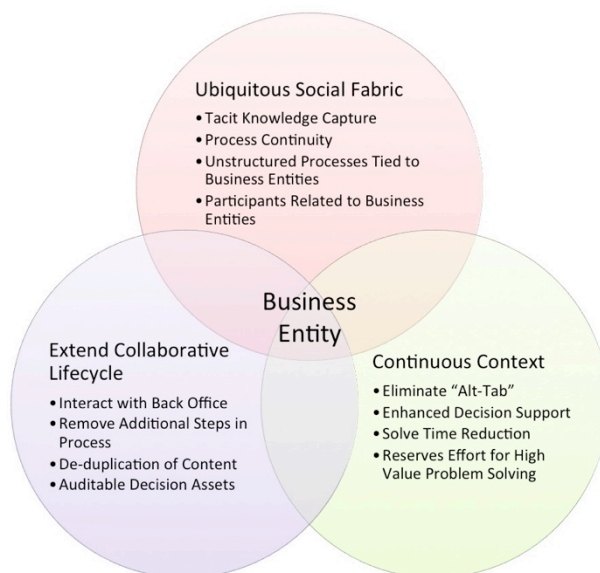 Ubiquitous Social Fabric
• Tacit Knowledge Capture
• Process Continuity
• Unstructured Processes Tied to
Business Entities
• Participants Related to Business
Entities
Business
Entity
Extend Collaborative
Lifecycle
• Interact with Back Office
• Remove Additional Steps in
Process
• De-duplication of Content
• Auditable Decision Assets
Continuous Context
• Eliminate “Alt-Tab”
• Enhanced Decision Support
• Solve Time Reduction
• Reserves Effort for High
Value Problem Solving